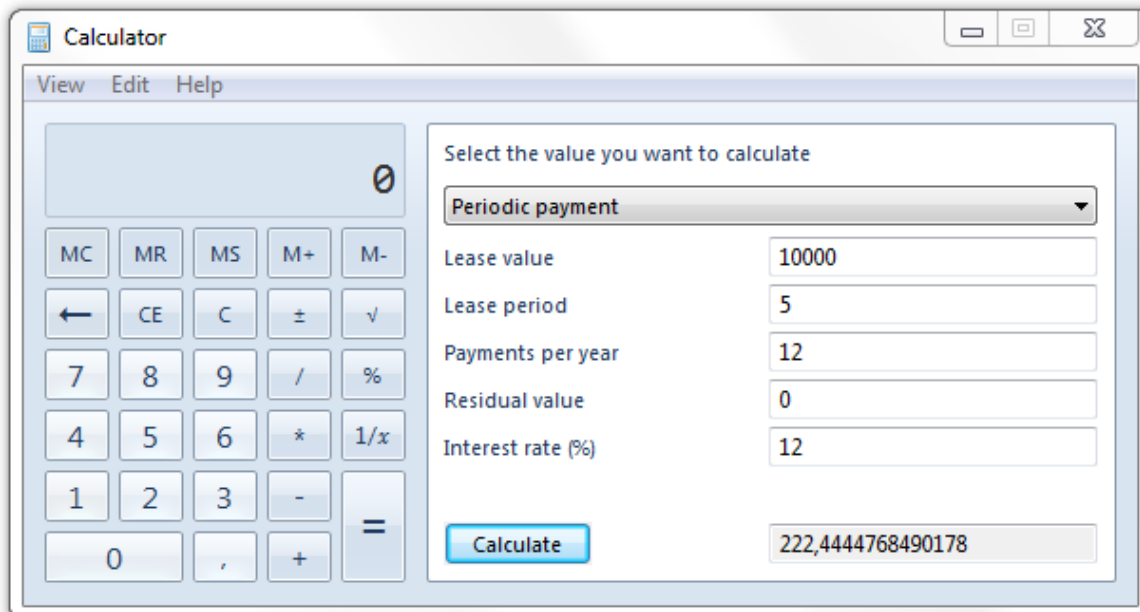 Calculator
View Edit Help
0
MC MR MS M+ M-
← CE C ± √
7 8 9 / %
4 5 6 * 1/x
1 2 3 - =
0 , +
Select the value you want to calculate
Periodic payment
Lease value 10000
Lease period 5
Payments per year 12
Residual value 0
Interest rate (%) 12
Calculate 222,4444768490178